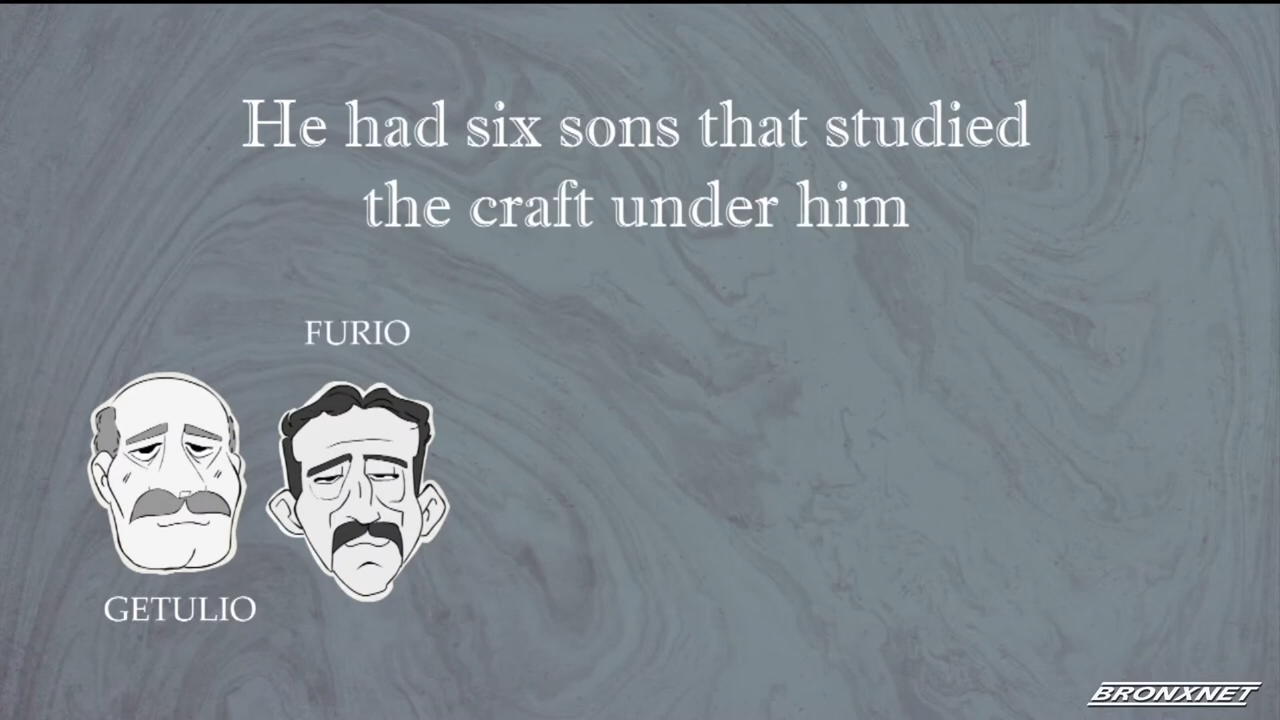 He had six sons that studied
the craft under him
FURIO
GETULIO
BRONXNET